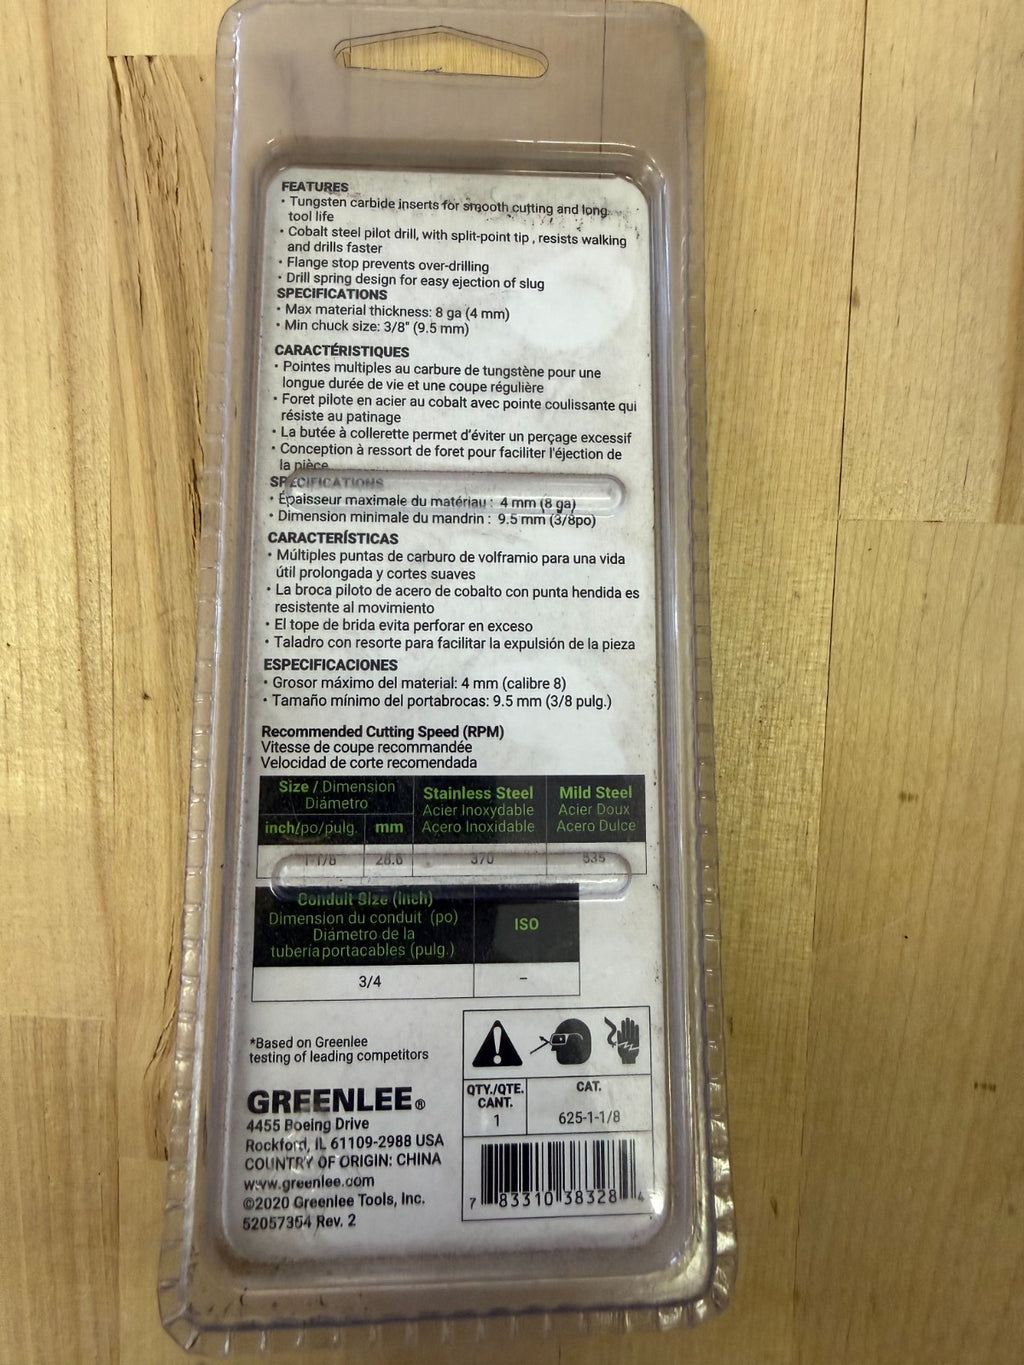 FEATURES
• Tungsten carbide inserts for smooth cutting and long
tool life
• Cobalt steel pilot drill, with split-point tip , resists walking
and drills faster
• Flange stop prevents over-drilling
• Drill spring design for easy ejection of slug
SPECIFICATIONS
• Max material thickness: 8 ga (4 mm)
• Min chuck size: 3/8" (9.5 mm)
CARACTÉRISTIQUES
• Pointes multiples au carbure de tungstène pour une
longue durée de vie et une coupe régulière
• Foret pilote en acier au cobalt avec pointe coulissante qui
résiste au patinage
• La butée à collerette permet d'éviter un perçage excessif
• Conception à ressort de foret pour faciliter l'éjection de
la pièce
SPÉCIFICATIONS
• Épaisseur maximale du matériau : 4 mm (8 ga)
• Dimension minimale du mandrin : 9.5 mm (3/8po)
CARACTERÍSTICAS
• Múltiples puntas de carburo de volframio para una vida
útil prolongada y cortes suaves
• La broca piloto de acero de cobalto con punta hendida es
resistente al movimiento
• El tope de brida evita perforar en exceso
• Taladro con resorte para facilitar la expulsión de la pieza
ESPECIFICACIONES
• Grosor máximo del material: 4 mm (calibre 8)
• Tamaño mínimo del portabrocas: 9.5 mm (3/8 pulg.)
Recommended Cutting Speed (RPM)
Vitesse de coupe recommandée
Velocidad de corte recomendada
Size / Dimension
Diámetro
Stainless Steel
Acier Inoxydable
Acero Inoxidable
Mild Steel
Acier Doux
Acero Dulce
inch/po/pulg. mm
1-1/8 28.6 370 535
Conduit Size (inch)
Dimension du conduit (po)
Diámetro de la
tubería portacables (pulg.)
ISO
3/4 –
*Based on Greenlee
testing of leading competitors
GREENLEE®
4455 Boeing Drive
Rockford, IL 61109-2988 USA
COUNTRY OF ORIGIN: CHINA
www.greenlee.com
©2020 Greenlee Tools, Inc.
52057354 Rev. 2
QTY./QTE.
CANT.
1
CAT.
625-1-1/8
7 83310 38328 4